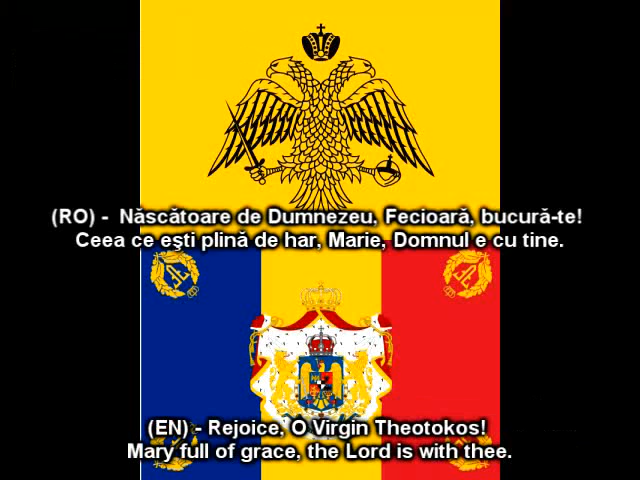 (RO) - Născătoare de Dumnezeu, Fecioară, bucură-te!
Ceea ce eşti plină de har, Marie, Domnul e cu tine.
(EN) - Rejoice, O Virgin Theotokos!
Mary full of grace, the Lord is with thee.